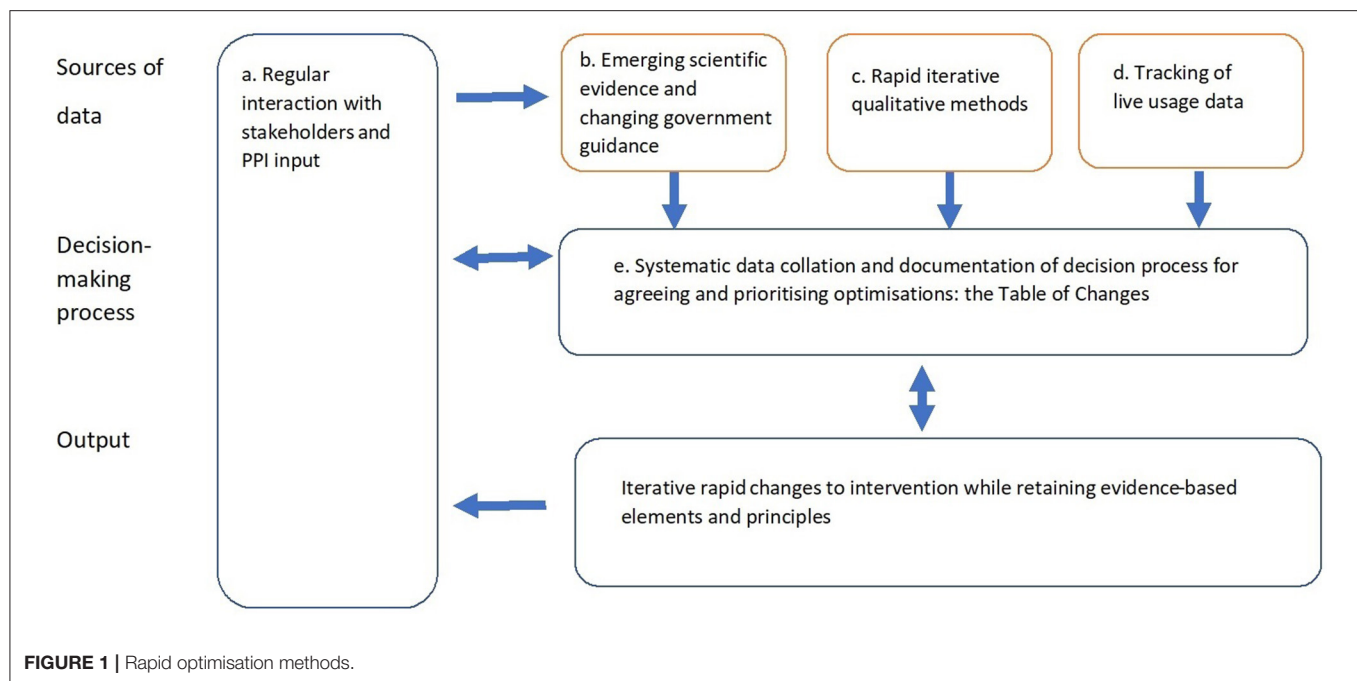 Sources of
data
a. Regular
interaction with
stakeholders and
PPI input
b. Emerging scientific
evidence and
changing government
guidance
c. Rapid iterative
qualitative methods
d. Tracking of
live usage data
Decision-
making
process
e. Systematic data collation and documentation of decision process for
agreeing and prioritising optimisations: the Table of Changes
Output
Iterative rapid changes to intervention while retaining evidence-based
elements and principles
FIGURE 1 | Rapid optimisation methods.